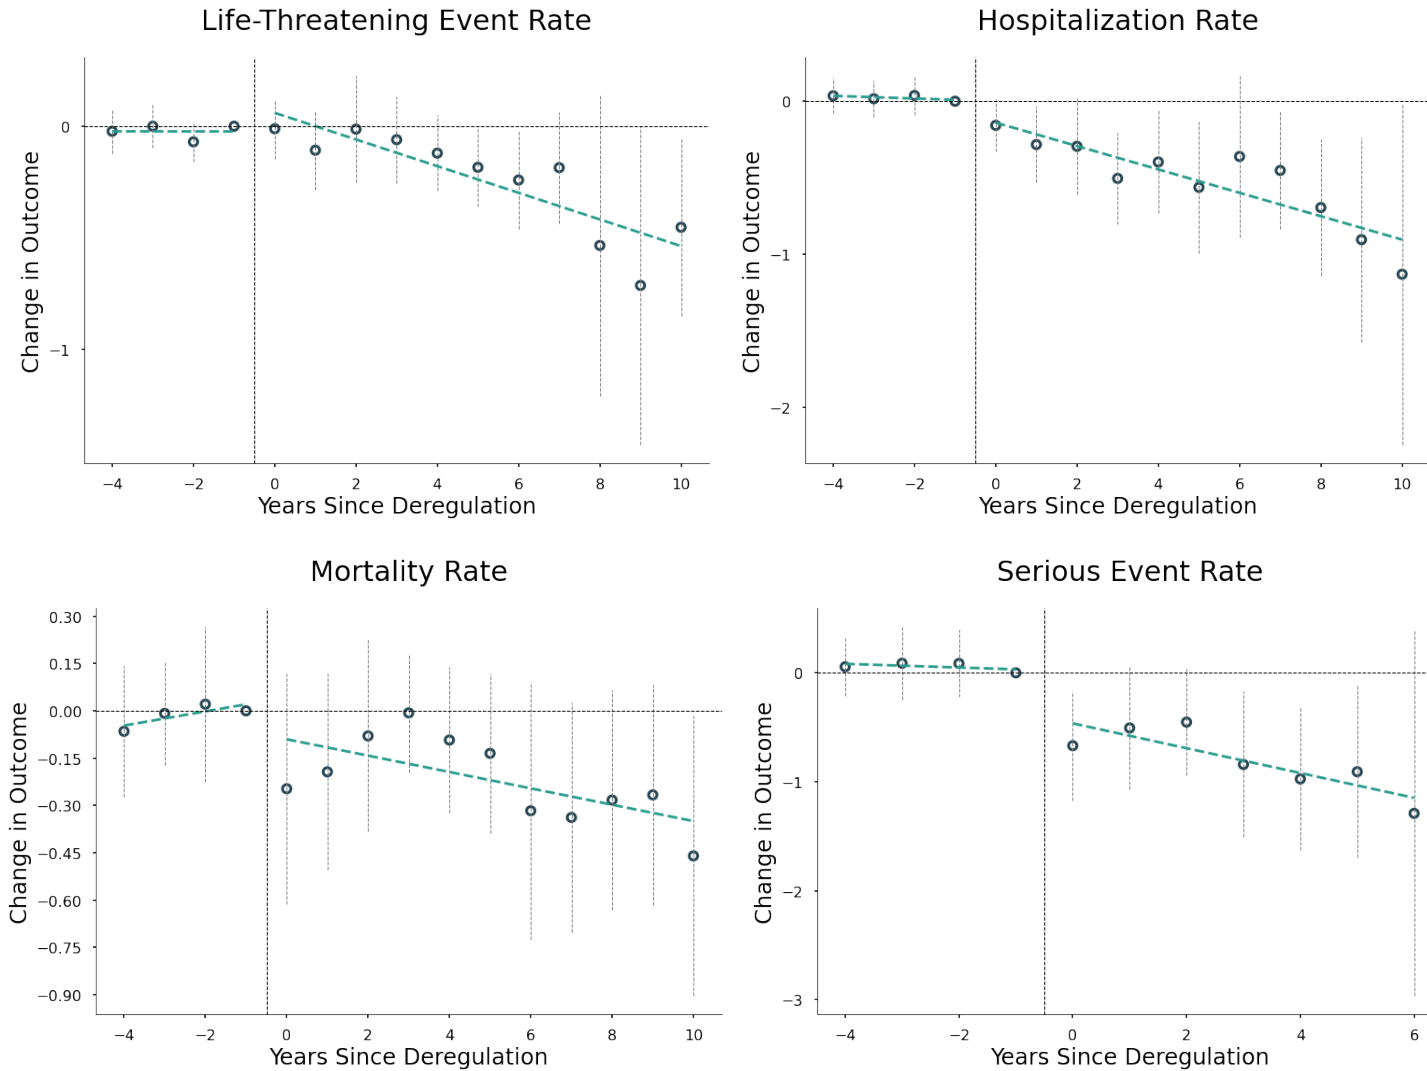 Life-Threatening Event Rate
Change in Outcome
0
−1
−4 −2 0 2 4 6 8 10
Years Since Deregulation
Hospitalization Rate
Change in Outcome
0
−1
−2
−4 −2 0 2 4 6 8 10
Years Since Deregulation
Mortality Rate
Change in Outcome
0.30
0.15
0.00
−0.15
−0.30
−0.45
−0.60
−0.75
−0.90
−4 −2 0 2 4 6 8 10
Years Since Deregulation
Serious Event Rate
Change in Outcome
0
−1
−2
−3
−4 −2 0 2 4 6
Years Since Deregulation